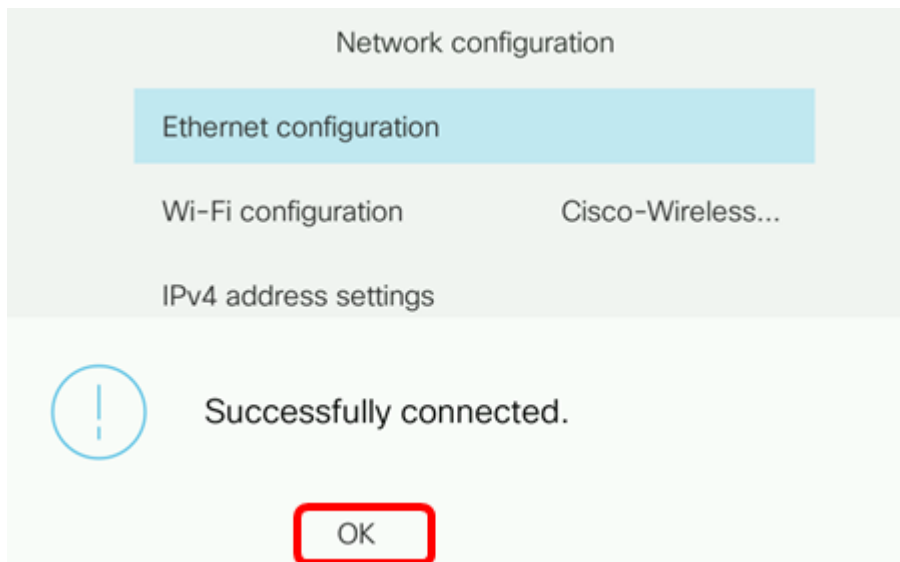 Network configuration
Ethernet configuration
Wi-Fi configuration Cisco-Wireless...
IPv4 address settings
Successfully connected.
OK